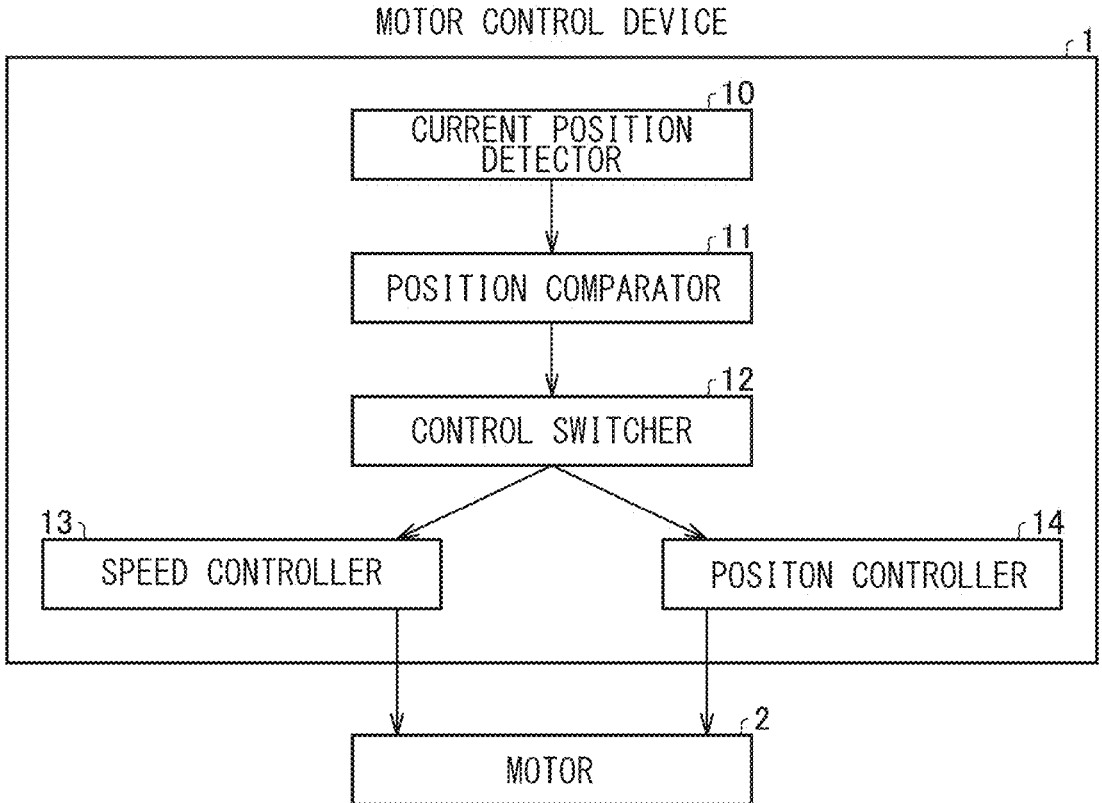 MOTOR CONTROL DEVICE
1
10
CURRENT POSITION
DETECTOR
11
POSITION COMPARATOR
12
CONTROL SWITCHER
13
SPEED CONTROLLER
14
POSITON CONTROLLER
2
MOTOR